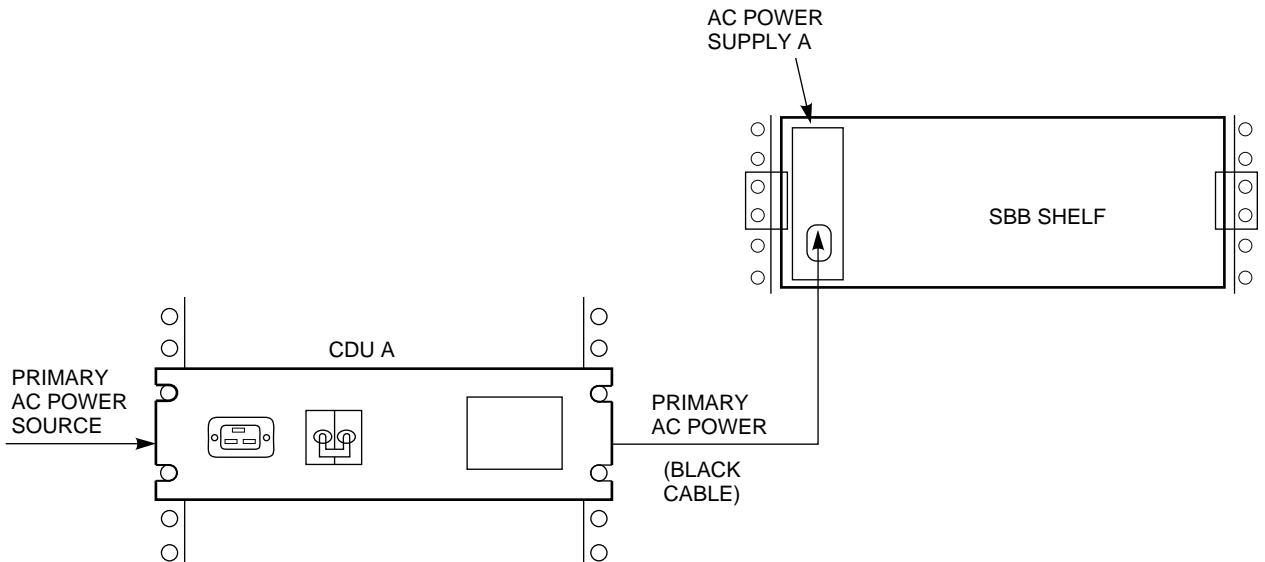 AC POWER
SUPPLY A
SBB SHELF
CDU A
PRIMARY
AC POWER
SOURCE
PRIMARY
AC POWER
(BLACK
CABLE)